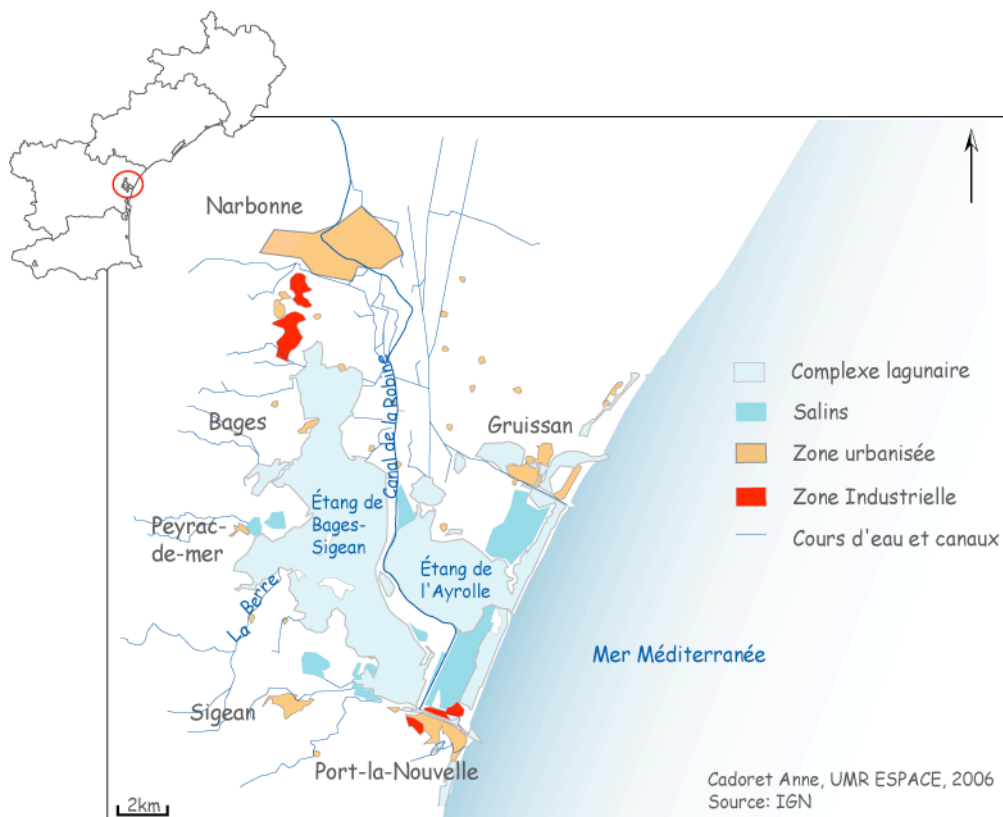 Narbonne
Canal de la Robine
Bages
Gruissan
Étang de
Bages-
Sigean
Peyrac-
de-mer
Étang de
l'Ayrolle
La Berre
Sigean
Port-la-Nouvelle
Mer Méditerranée
Complexe lagunaire
Salins
Zone urbanisée
Zone Industrielle
Cours d'eau et canaux
2km
Cadoret Anne, UMR ESPACE, 2006
Source: IGN